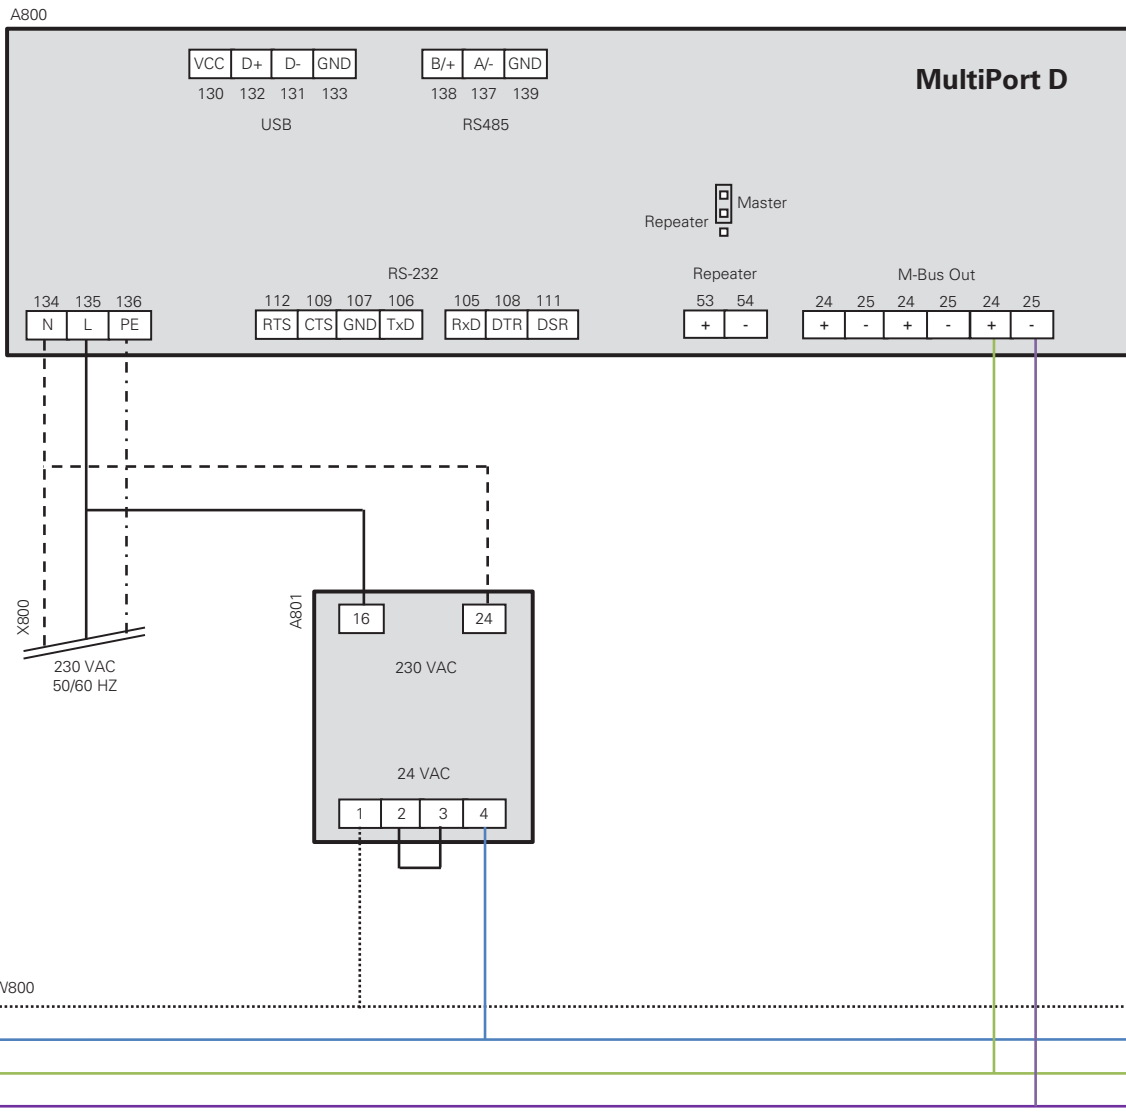 A800
VCC D+ D- GND
B/+ A/- GND
MultiPort D
130 132 131 133
138 137 139
USB
RS485
Master
Repeater
RS-232
Repeater
M-Bus Out
134 135 136
112 109 107 106
105 108 111
53 54
24 25 24 25 24 25
N L PE
RTS CTS GND TxD
RxD DTR DSR
+ -
+ - + - + -
X800
230 VAC
50/60 HZ
A801
16 24
230 VAC
24 VAC
1 2 3 4
W800